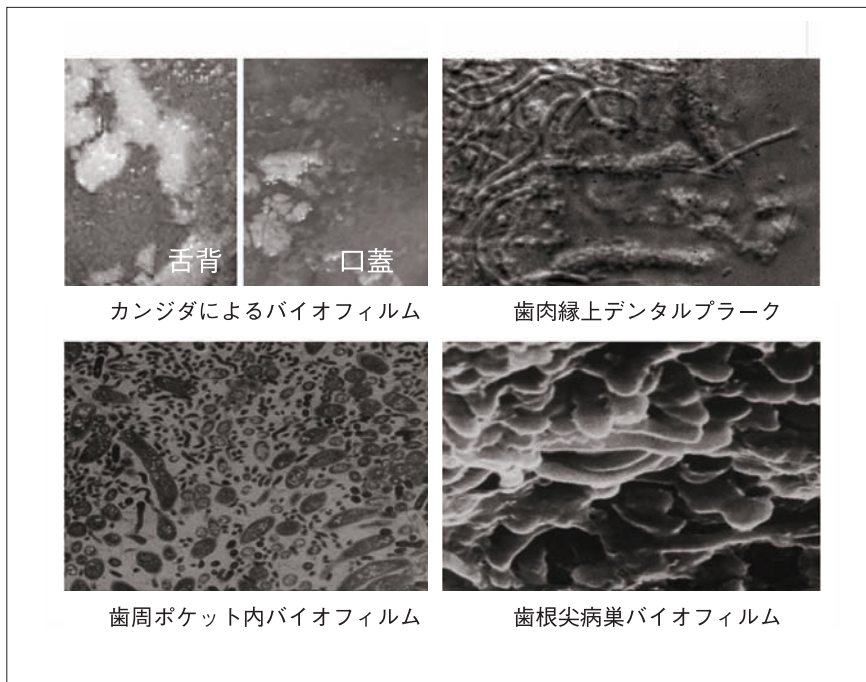 舌背
口蓋
カンジダによるバイオフィルム
歯肉縁上デンタルプラーク
歯周ポケット内バイオフィルム
歯根尖病巣バイオフィルム